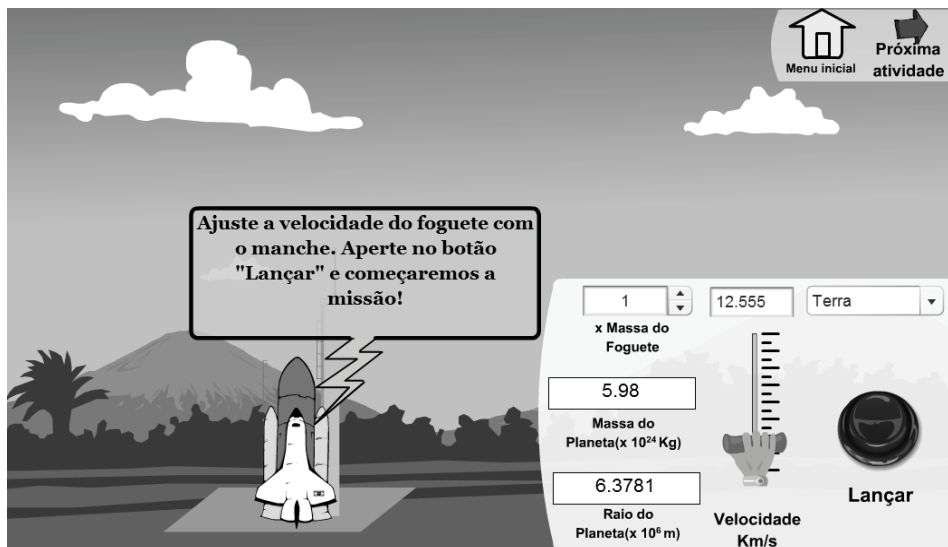 Menu inicial
Próxima
atividade
Ajuste a velocidade do foguete com
o manche. Aperte no botão
"Lançar" e começaremos a
missão!
1
12.555
Terra
x Massa do
Foguete
5.98
Massa do
Planeta(x 10²⁴ Kg)
6.3781
Raio do
Planeta(x 10⁶ m)
Velocidade
Km/s
Lançar